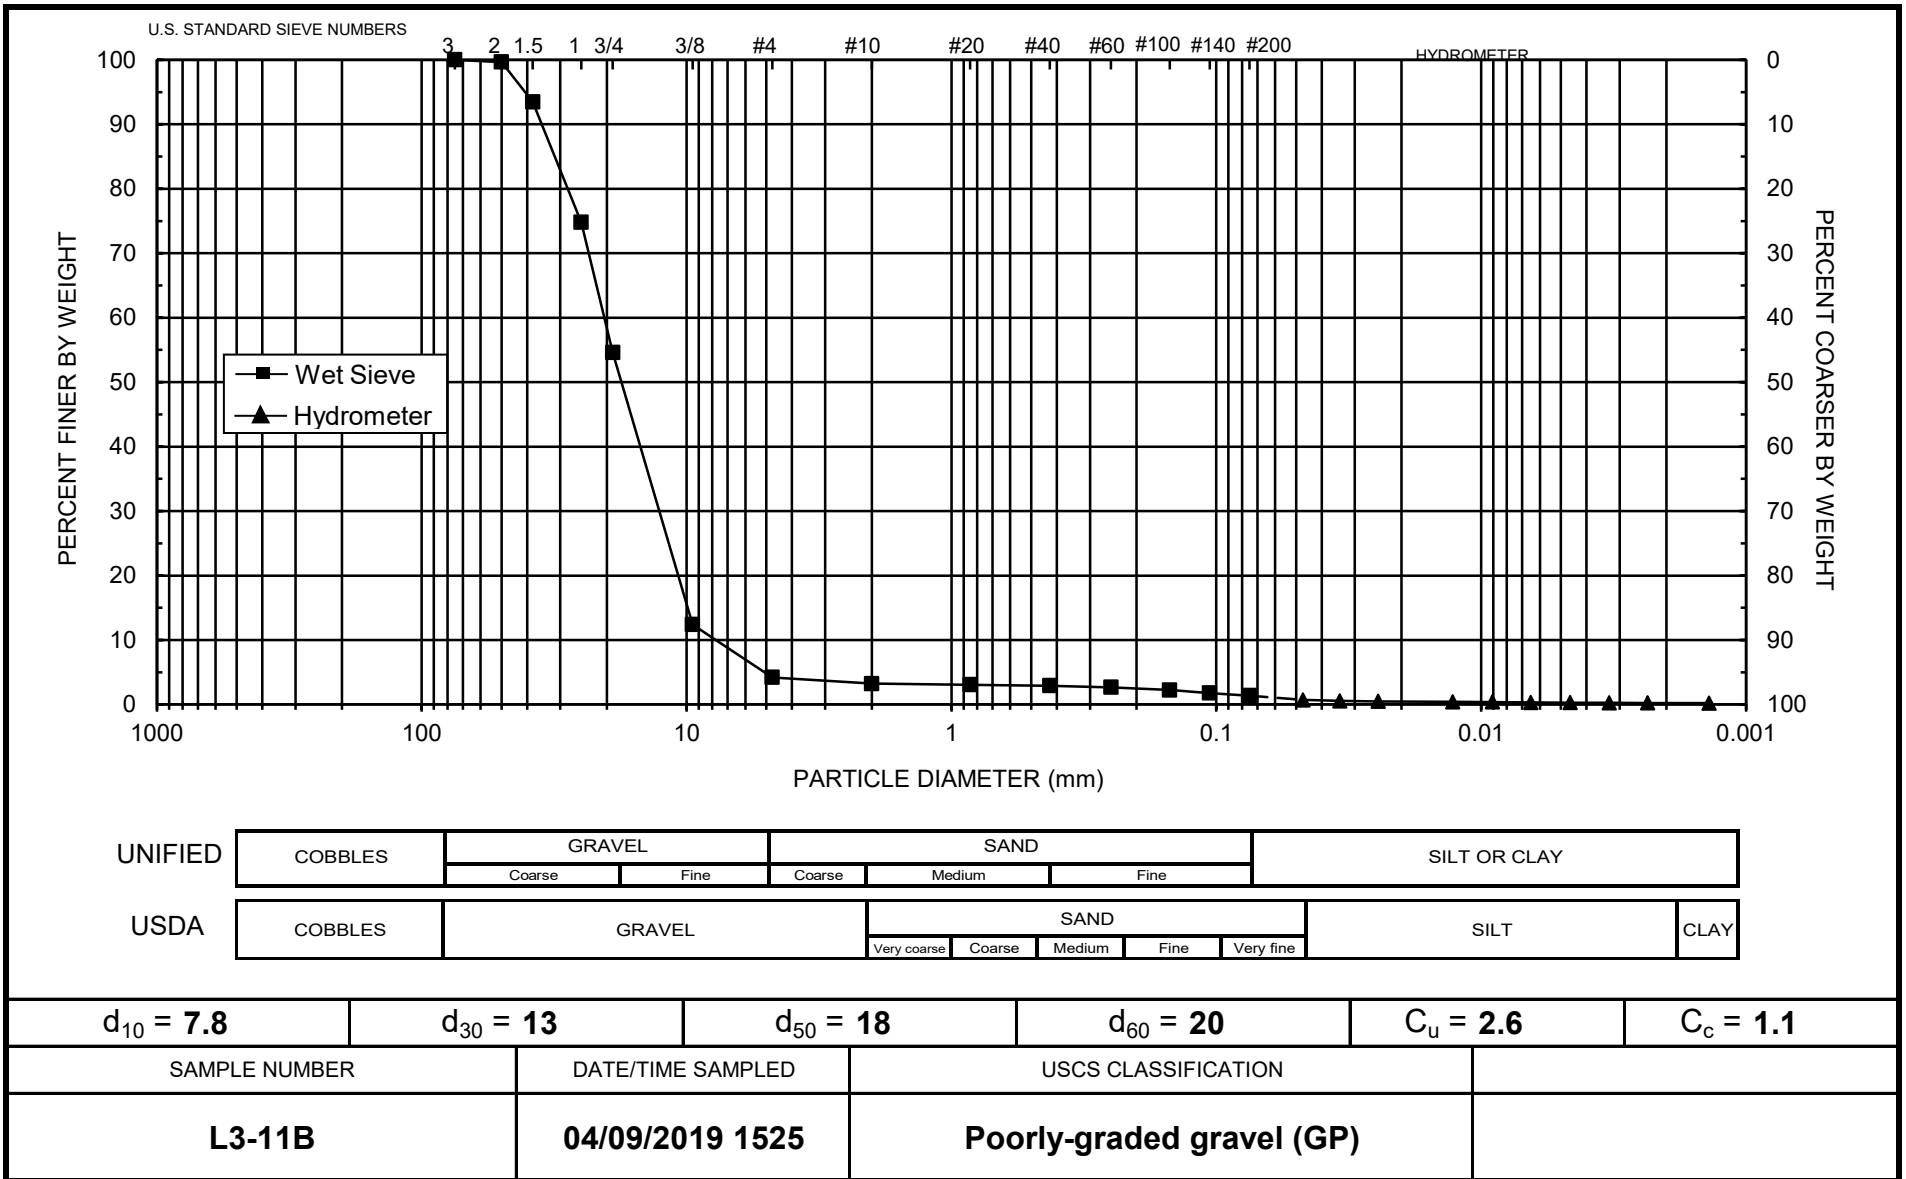 U.S. STANDARD SIEVE NUMBERS
3 2 1.5 1 3/4 3/8 #4 #10 #20 #40 #60 #100 #140 #200
HYDROMETER
100 0
90 10
80 20
70 30
60 40
50 50
40 60
30 70
20 80
10 90
0 100
PERCENT FINER BY WEIGHT
PERCENT COARSER BY WEIGHT
Wet Sieve
Hydrometer
1000 100 10 1 0.1 0.01 0.001
PARTICLE DIAMETER (mm)
UNIFIED
COBBLES GRAVEL SAND SILT OR CLAY
Coarse Fine Coarse Medium Fine
USDA
COBBLES GRAVEL SAND SILT CLAY
Very coarse Coarse Medium Fine Very fine
d10 = 7.8 d30 = 13 d50 = 18 d60 = 20 Cu = 2.6 Cc = 1.1
SAMPLE NUMBER DATE/TIME SAMPLED USCS CLASSIFICATION
L3-11B 04/09/2019 1525 Poorly-graded gravel (GP)